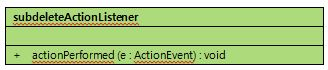 subdeleteActionListener
+ actionPerformed (e : ActionEvent) : void